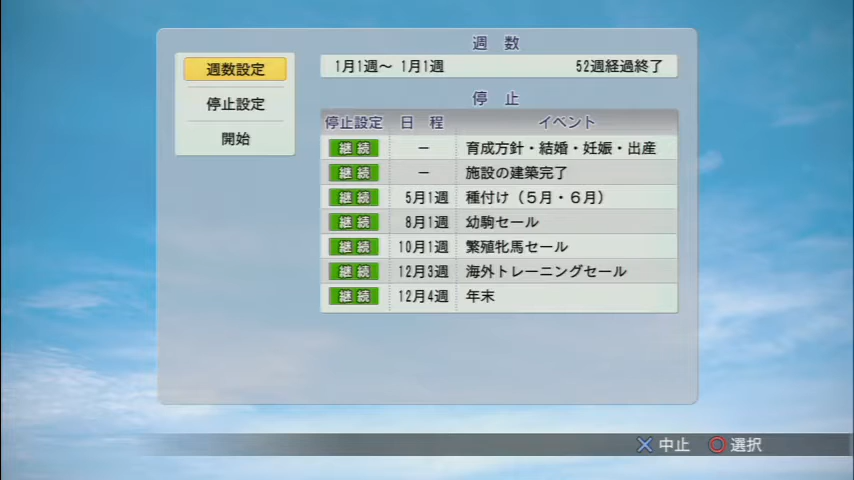 週数設定
停止設定
開始
週 数
1月1週～ 1月1週 52週経過終了
停 止
停止設定 日 程 イベント
継続 － 育成方針・結婚・妊娠・出産
継続 － 施設の建築完了
継続 5月1週 種付け（5月・6月）
継続 8月1週 幼駒セール
継続 10月1週 繁殖牝馬セール
継続 12月3週 海外トレーニングセール
継続 12月4週 年末
中止 選択